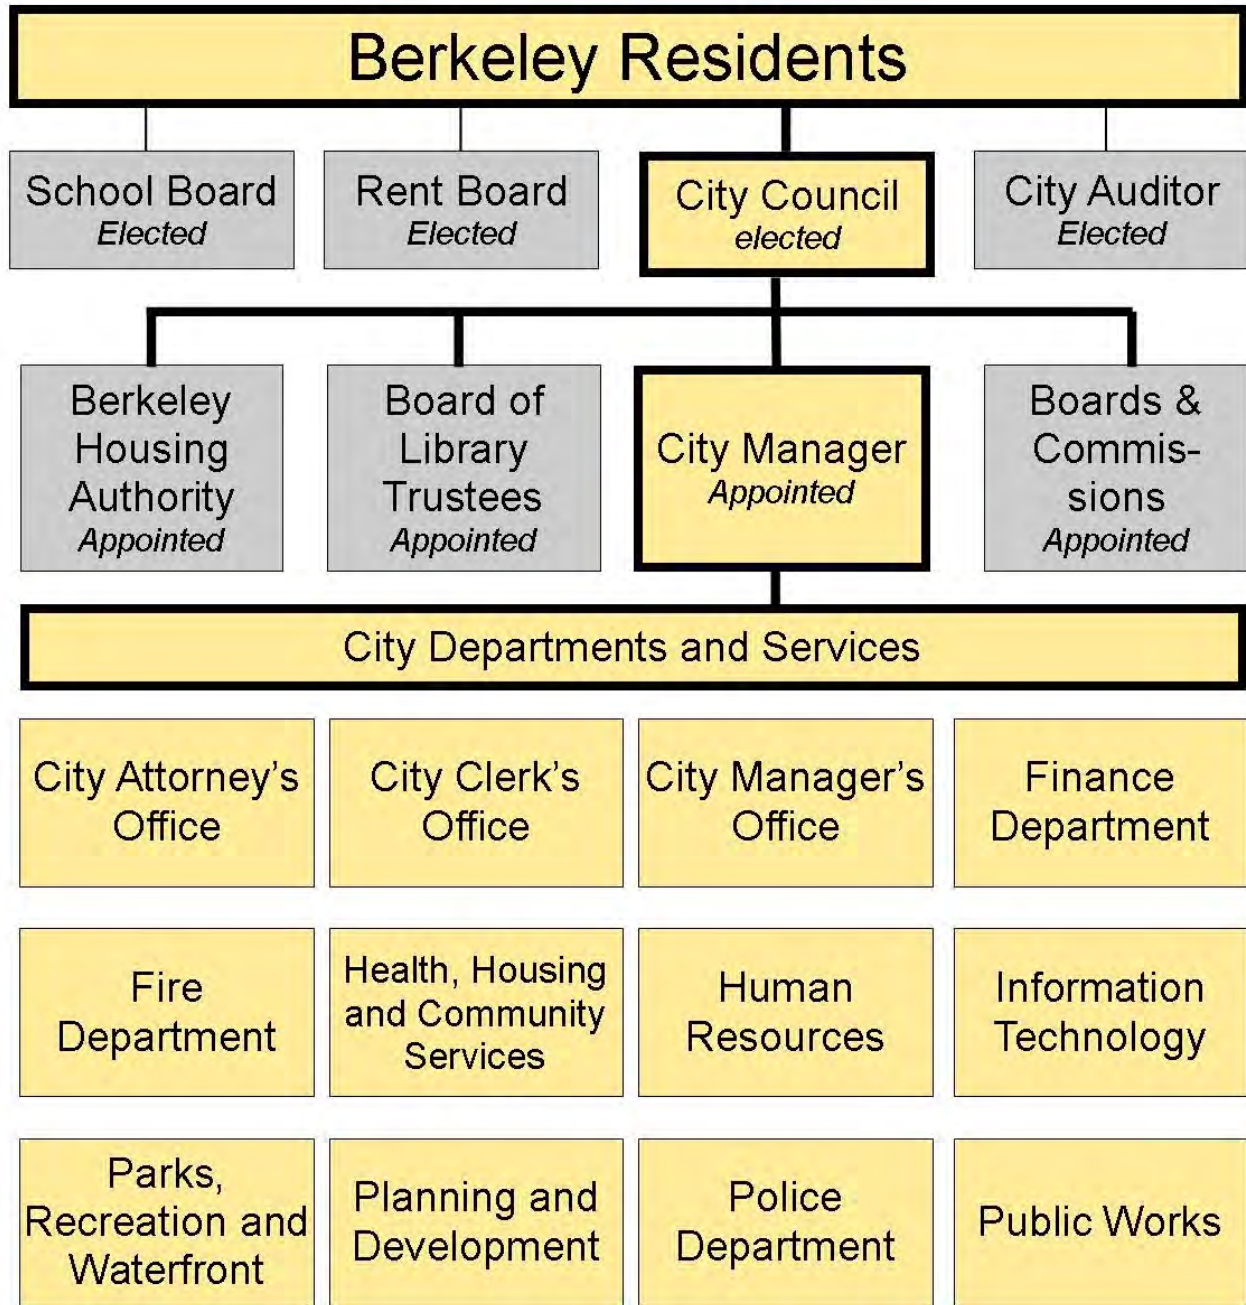 Berkeley Residents
School Board
Elected
Rent Board
Elected
City Council
elected
City Auditor
Elected
Berkeley
Housing
Authority
Appointed
Board of
Library
Trustees
Appointed
City Manager
Appointed
Boards &
Commis-
sions
Appointed
City Departments and Services
City Attorney's
Office
City Clerk's
Office
City Manager's
Office
Finance
Department
Fire
Department
Health, Housing
and Community
Services
Human
Resources
Information
Technology
Parks,
Recreation and
Waterfront
Planning and
Development
Police
Department
Public Works